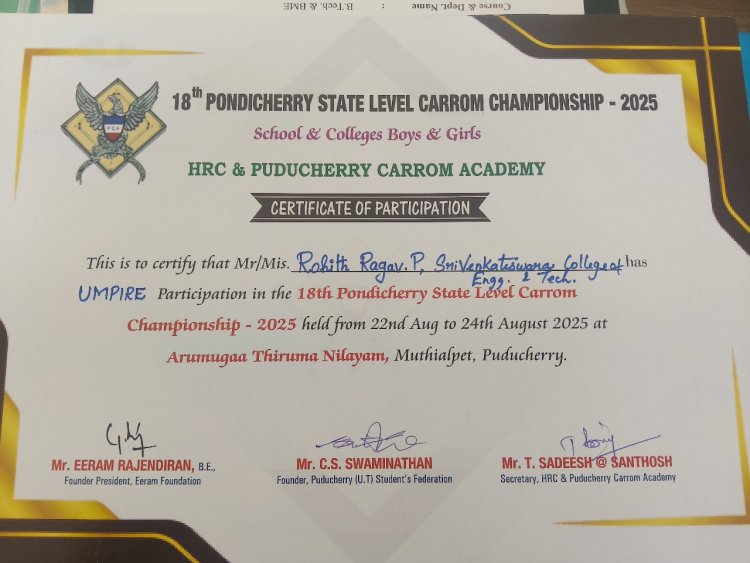 Course & Dept. Name : B.Tech. & BME
18th PONDICHERRY STATE LEVEL CARROM CHAMPIONSHIP - 2025
School & Colleges Boys & Girls
HRC & PUDUCHERRY CARROM ACADEMY
CERTIFICATE OF PARTICIPATION
This is to certify that Mr/Mis. Rohith Ragav. P, Sri Venkateswaraa College of has
Engg. & Tech.
UMPIRE Participation in the 18th Pondicherry State Level Carrom
Championship - 2025 held from 22nd Aug to 24th August 2025 at
Arumugaa Thiruma Nilayam, Muthialpet, Puducherry.
Mr. EERAM RAJENDIRAN, B.E.,
Founder President, Eeram Foundation
Mr. C.S. SWAMINATHAN
Founder, Puducherry (U.T) Student's Federation
Mr. T. SADEESH @ SANTHOSH
Secretary, HRC & Puducherry Carrom Academy